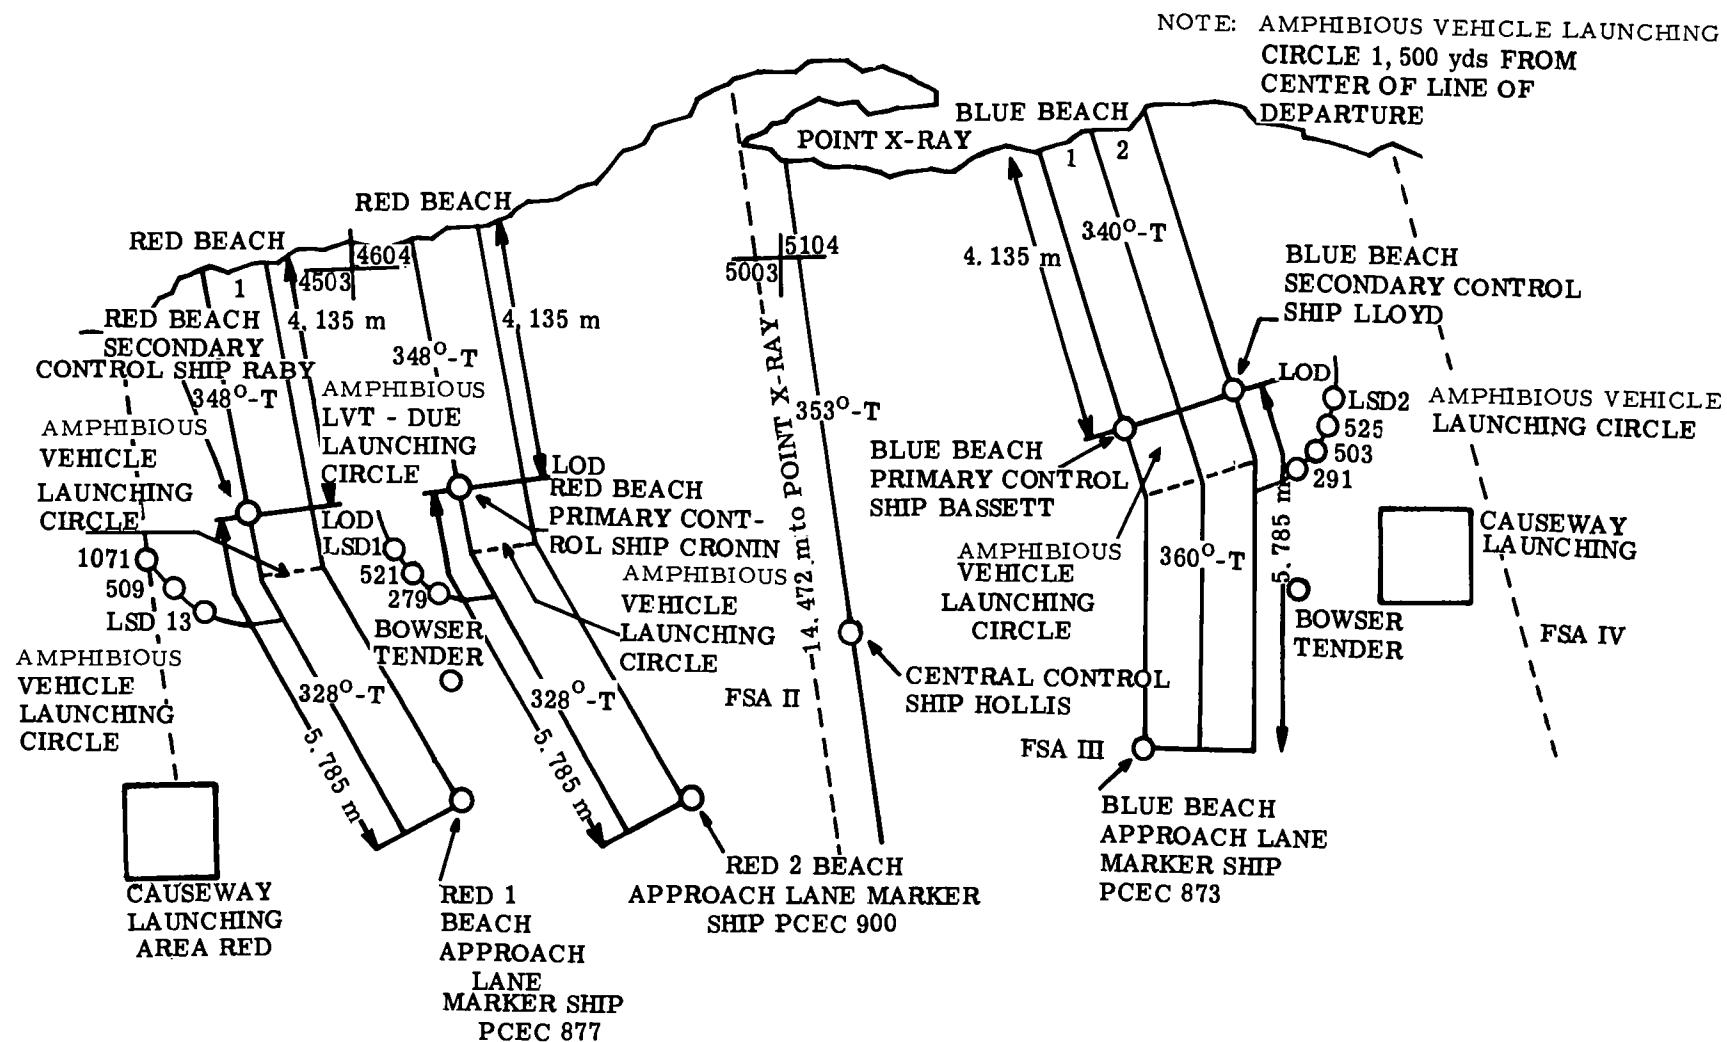 NOTE: AMPHIBIOUS VEHICLE LAUNCHING
CIRCLE 1,500 yds FROM
CENTER OF LINE OF
DEPARTURE
BLUE BEACH
POINT X-RAY
1
2
RED BEACH
RED BEACH
1
4604
4503
5104
5003
4.135 m
340°-T
BLUE BEACH
SECONDARY CONTROL
SHIP LLOYD
RED BEACH
SECONDARY
CONTROL SHIP RABY
4.135 m
4.135 m
348°-T
348°-T
353°-T
14.472 m to POINT X-RAY
AMPHIBIOUS
LVT - DUE
LAUNCHING
CIRCLE
AMPHIBIOUS
VEHICLE
LAUNCHING
CIRCLE
LOD
LSD2
525
503
291
AMPHIBIOUS VEHICLE
LAUNCHING CIRCLE
BLUE BEACH
PRIMARY CONTROL
SHIP BASSETT
LOD
RED BEACH
PRIMARY CONT-
ROL SHIP CRONIN
LOD
LSD1
521
279
1071
509
LSD 13
AMPHIBIOUS
VEHICLE
LAUNCHING
CIRCLE
AMPHIBIOUS
VEHICLE
LAUNCHING
CIRCLE
360°-T
5.785 m
CAUSEWAY
LAUNCHING
BOWSER
TENDER
FSA IV
BOWSER
TENDER
AMPHIBIOUS
VEHICLE
LAUNCHING
CIRCLE
328°-T
328°-T
5.785 m
5.785 m
FSA II
CENTRAL CONTROL
SHIP HOLLIS
FSA III
BLUE BEACH
APPROACH LANE
MARKER SHIP
PCEC 873
CAUSEWAY
LAUNCHING
AREA RED
RED 1
BEACH
APPROACH
LANE
MARKER SHIP
PCEC 877
RED 2 BEACH
APPROACH LANE MARKER
SHIP PCEC 900